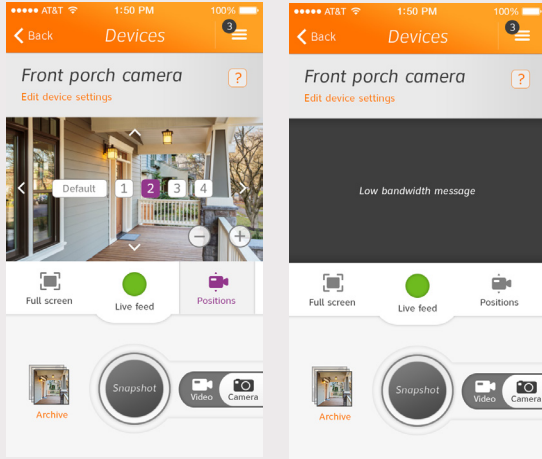 AT&T 1:50 PM 100%
Back Devices 3
Front porch camera ?
Edit device settings
Default 1 2 3 4
Full screen Live feed Positions
Snapshot
Video Camera
Archive
AT&T 1:50 PM 100%
Back Devices 3
Front porch camera ?
Edit device settings
Low bandwidth message
Full screen Live feed Positions
Snapshot
Video Camera
Archive